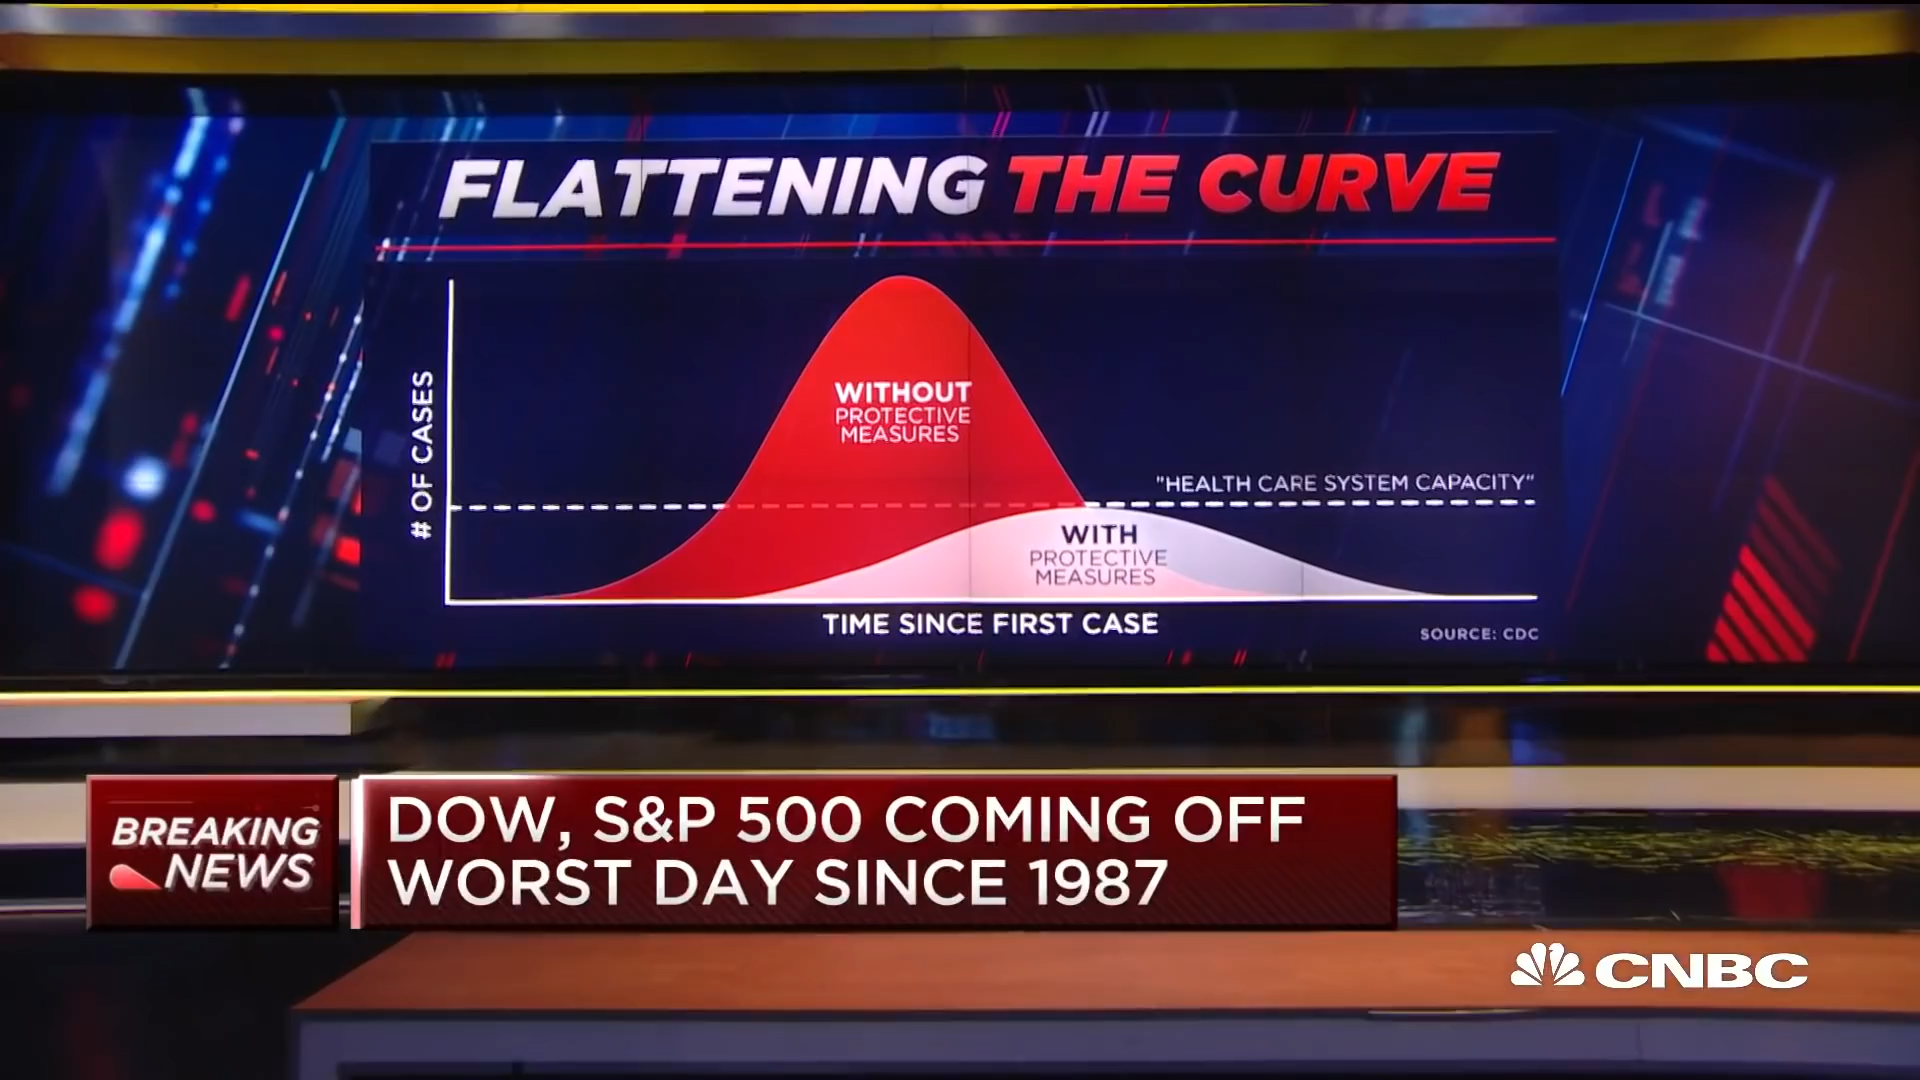 FLATTENING THE CURVE
# OF CASES
WITHOUT
PROTECTIVE
MEASURES
"HEALTH CARE SYSTEM CAPACITY"
WITH
PROTECTIVE
MEASURES
TIME SINCE FIRST CASE
SOURCE: CDC
BREAKING
NEWS
DOW, S&P 500 COMING OFF
WORST DAY SINCE 1987
CNBC